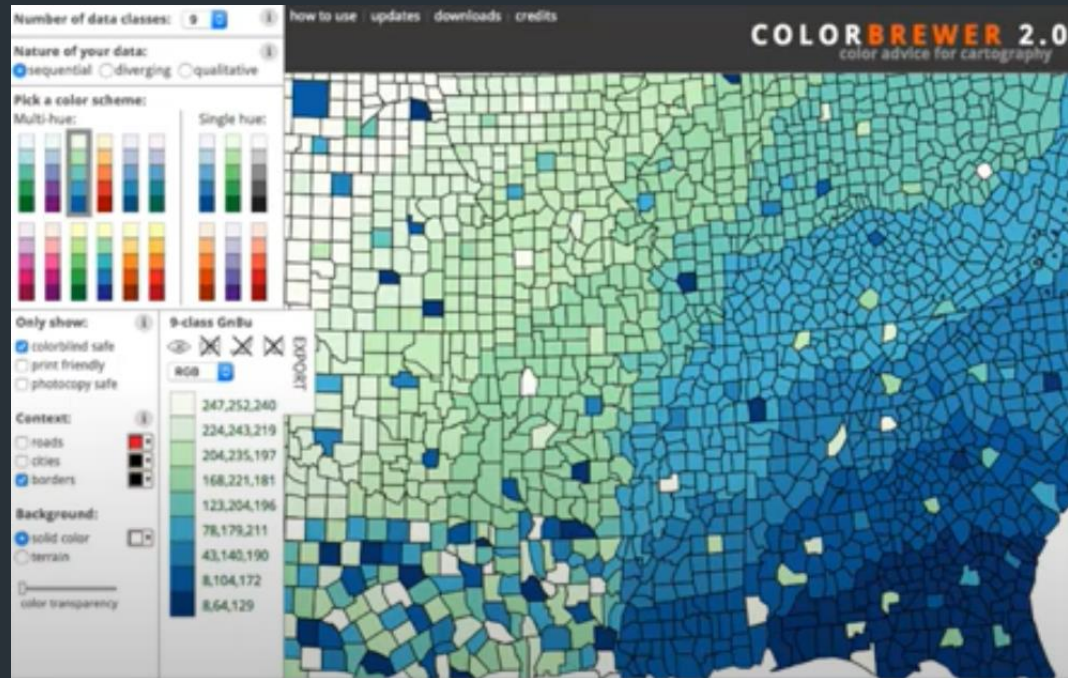 Number of data classes: 9 i
how to use updates downloads credits
COLORBREWER 2.0
color advice for cartography
Nature of your data: i
sequential diverging qualitative
Pick a color scheme:
Multi-hue: Single hue:
Only show: i
colorblind safe
print friendly
photocopy safe
Context: i
roads
cities
borders
Background:
solid color
terrain
color transparency
9-class GnBu
EXPORT
RGB
247,252,240
224,243,219
204,235,197
168,221,181
123,204,196
78,179,211
43,140,190
8,104,172
8,64,129